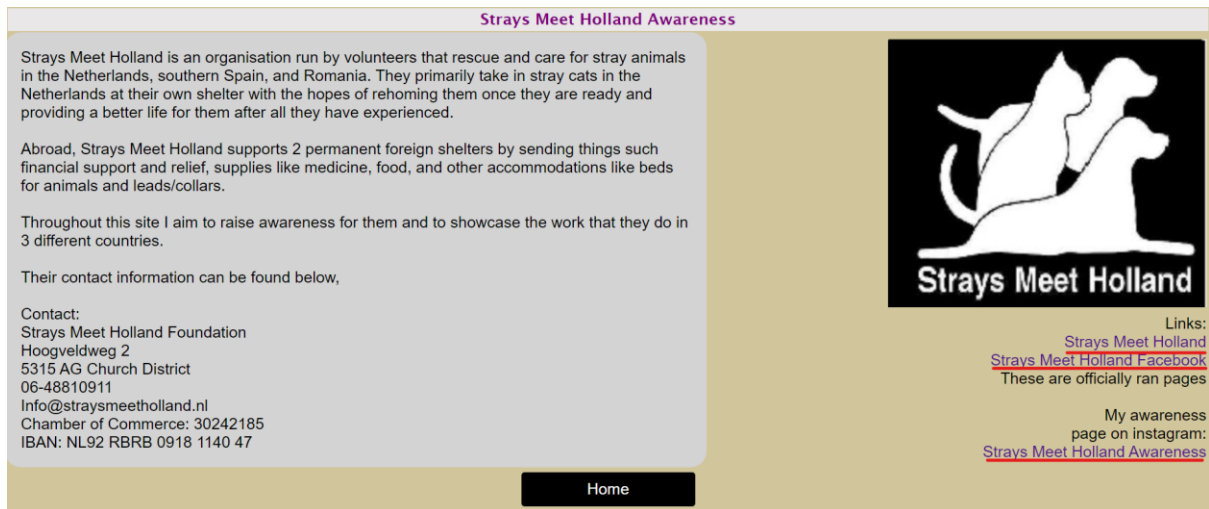 Strays Meet Holland Awareness
Strays Meet Holland is an organisation run by volunteers that rescue and care for stray animals
in the Netherlands, southern Spain, and Romania. They primarily take in stray cats in the
Netherlands at their own shelter with the hopes of rehoming them once they are ready and
providing a better life for them after all they have experienced.
Abroad, Strays Meet Holland supports 2 permanent foreign shelters by sending things such
financial support and relief, supplies like medicine, food, and other accommodations like beds
for animals and leads/collars.
Throughout this site I aim to raise awareness for them and to showcase the work that they do in
3 different countries.
Their contact information can be found below,
Contact:
Strays Meet Holland Foundation
Hoogveldweg 2
5315 AG Church District
06-48810911
Info@straysmeetholland.nl
Chamber of Commerce: 30242185
IBAN: NL92 RBRB 0918 1140 47
Strays Meet Holland
Links:
Strays Meet Holland
Strays Meet Holland Facebook
These are officially ran pages
My awareness
page on instagram:
Strays Meet Holland Awareness
Home